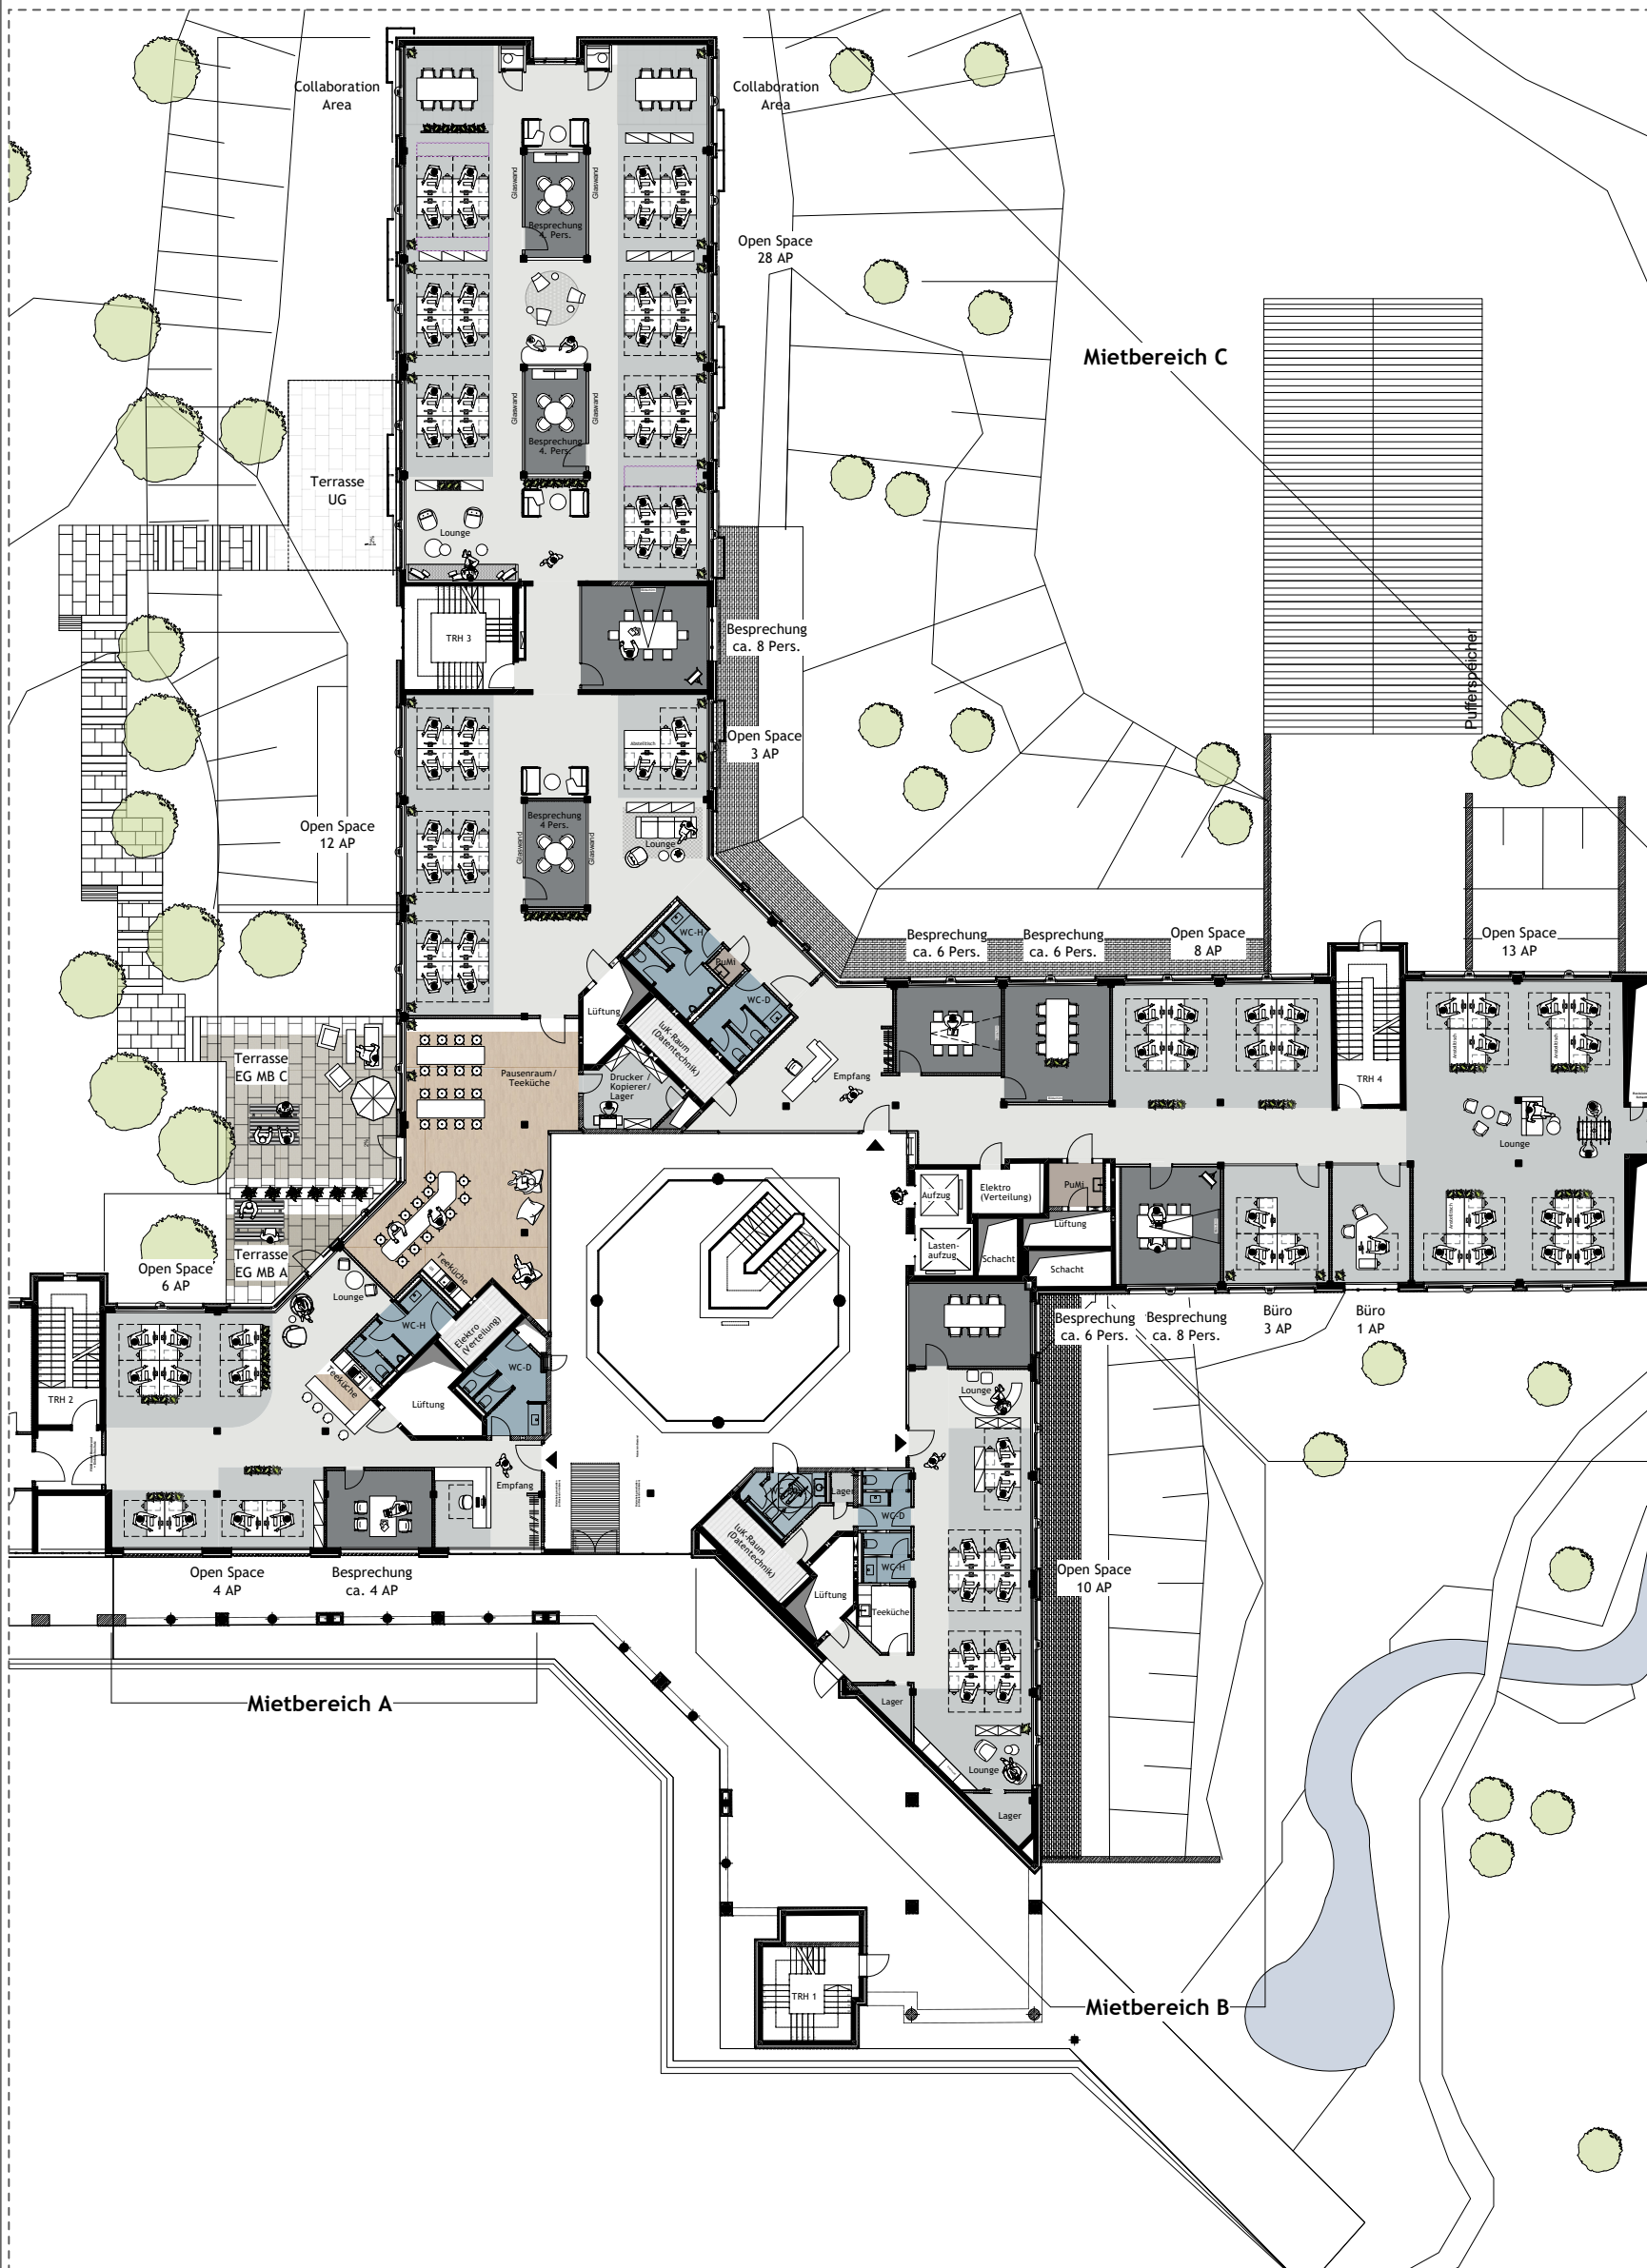 Collaboration
Area
Collaboration
Area
Glaswand
Glaswand
Besprechung
4. Pers.
Open Space
28 AP
Mietbereich C
Glaswand
Glaswand
Besprechung
4. Pers.
Terrasse
UG
Lounge
TRH 3
Besprechung
ca. 8 Pers.
Pufferspeicher
Open Space
3 AP
Abstelltisch
Besprechung
4 Pers.
Glaswand
Glaswand
Lounge
Open Space
12 AP
WC-H
PuMi
WC-D
Lüftung
IuK-Raum
(Datentechnik)
Besprechung
ca. 6 Pers.
Besprechung
ca. 6 Pers.
Open Space
8 AP
Open Space
13 AP
Terrasse
EG MB C
Pausenraum/
Teeküche
Drucker /
Kopierer/
Lager
Empfang
TRH 4
Lounge
Aufzug
Elektro
(Verteilung)
PuMi
Lüftung
Lasten-
aufzug
Schacht
Schacht
Terrasse
EG MB A
Open Space
6 AP
Teeküche
Lounge
WC-H
Elektro
(Verteilung)
WC-D
Teeküche
Lüftung
TRH 2
Besprechung
ca. 6 Pers.
Besprechung
ca. 8 Pers.
Büro
3 AP
Büro
1 AP
Lounge
Empfang
Lager
WC-D
WC-H
IuK-Raum
(Datentechnik)
Lüftung
Teeküche
Open Space
4 AP
Besprechung
ca. 4 AP
Open Space
10 AP
Mietbereich A
Lager
Lounge
Lager
TRH 1
Mietbereich B